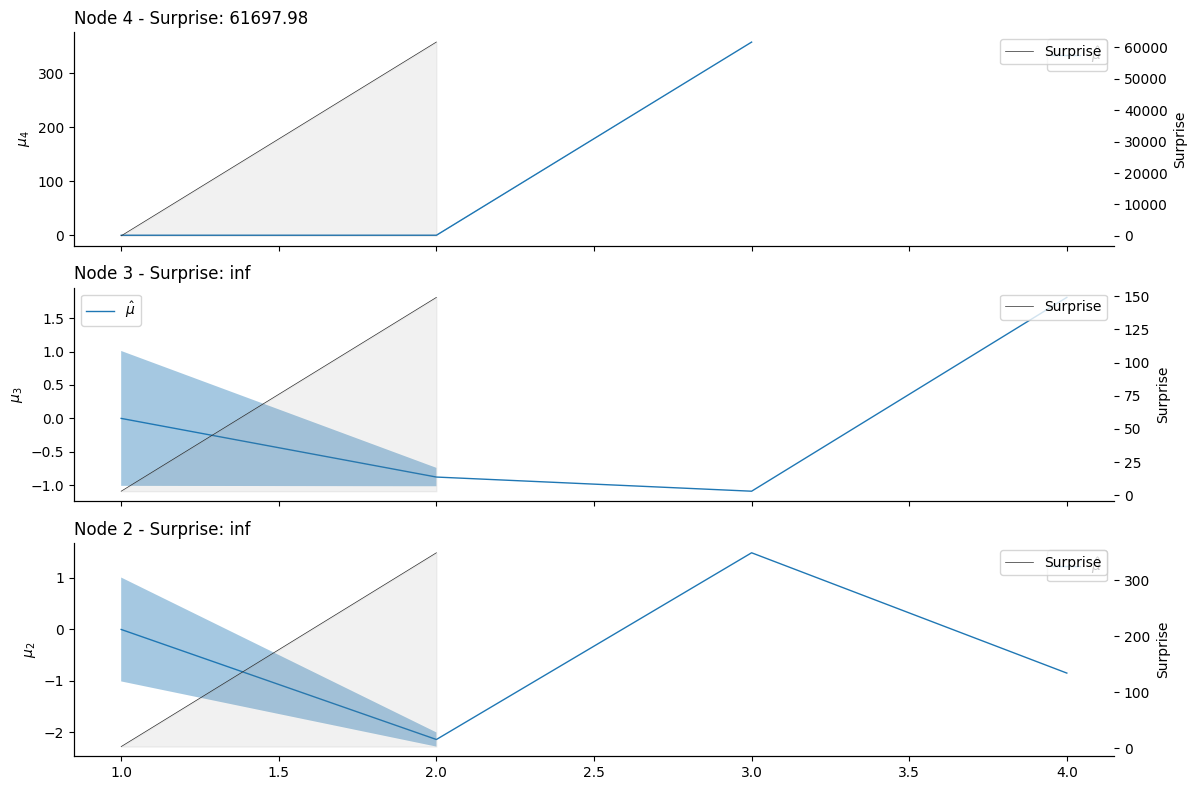 Node 4 - Surprise: 61697.98
μ4
300
200
100
0
Surprise
60000
50000
40000
30000
20000
10000
0
Surprise
Node 3 - Surprise: inf
μ3
1.5
1.0
0.5
0.0
−0.5
−1.0
μ̂
Surprise
150
125
100
75
50
25
0
Surprise
Node 2 - Surprise: inf
μ2
1
0
−1
−2
Surprise
300
200
100
0
Surprise
1.0 1.5 2.0 2.5 3.0 3.5 4.0